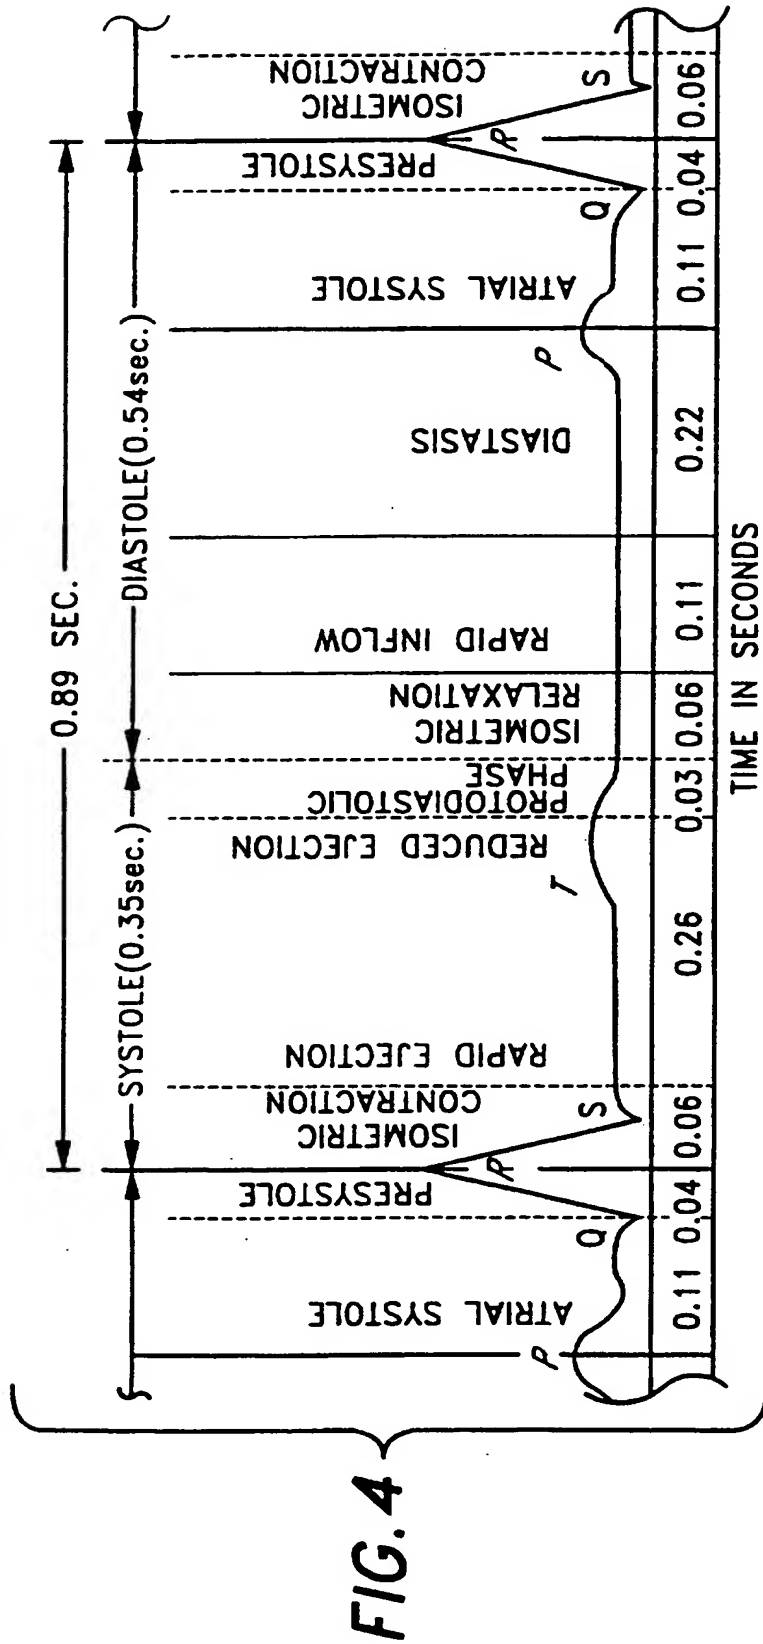 FIG. 4
0.89 SEC.
SYSTOLE(0.35sec.)
DIASTOLE(0.54sec.)
ATRIAL SYSTOLE
PRESYSTOLE
ISOMETRIC
CONTRACTION
RAPID EJECTION
REDUCED EJECTION
PROTODIASTOLIC
PHASE
ISOMETRIC
RELAXATION
RAPID INFLOW
DIASTASIS
ATRIAL SYSTOLE
PRESYSTOLE
ISOMETRIC
CONTRACTION
P
Q
R
S
T
P
Q
R
S
0.11 0.04 0.06 0.26 0.03 0.06 0.11 0.22 0.11 0.04 0.06
TIME IN SECONDS